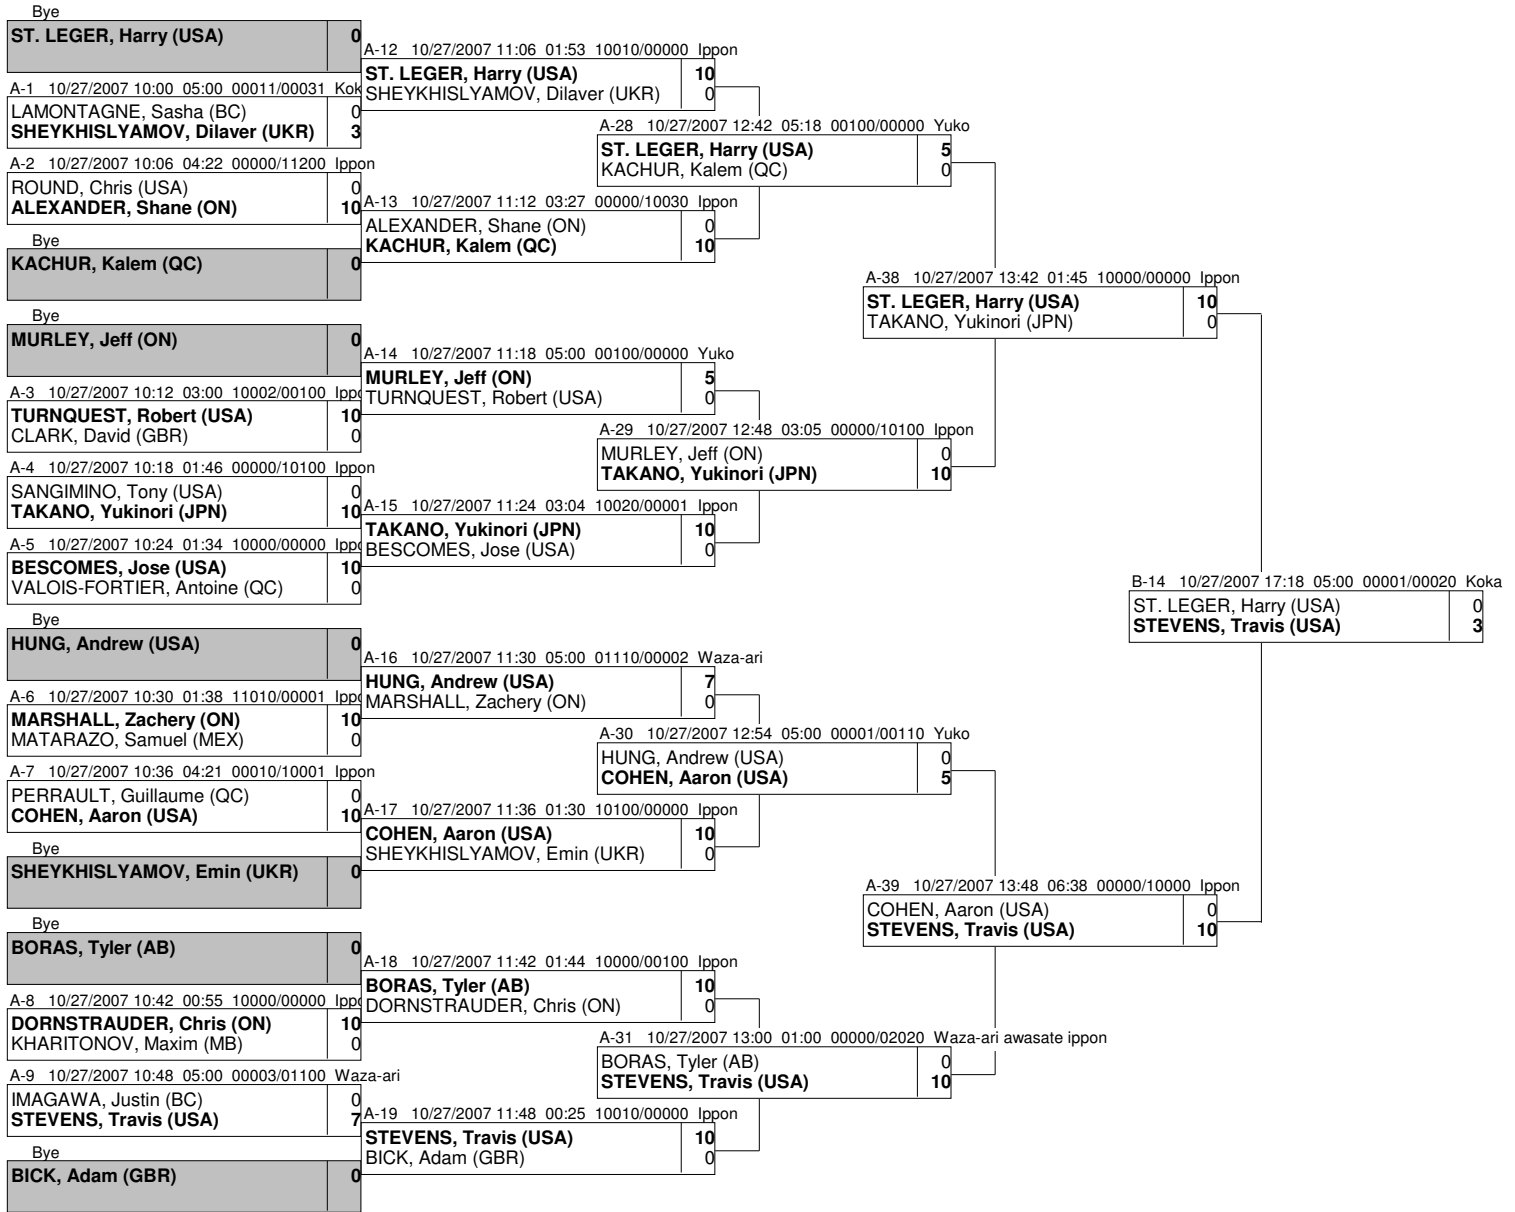 Bye
ST. LEGER, Harry (USA) 0
A-1 10/27/2007 10:00 05:00 00011/00031 Kok
LAMONTAGNE, Sasha (BC) 0
SHEYKHISLYAMOV, Dilaver (UKR) 3
A-2 10/27/2007 10:06 04:22 00000/11200 Ippon
ROUND, Chris (USA) 0
ALEXANDER, Shane (ON) 10
Bye
KACHUR, Kalem (QC) 0
Bye
MURLEY, Jeff (ON) 0
A-3 10/27/2007 10:12 03:00 10002/00100 Ippo
TURNQUEST, Robert (USA) 10
CLARK, David (GBR) 0
A-4 10/27/2007 10:18 01:46 00000/10100 Ippon
SANGIMINO, Tony (USA) 0
TAKANO, Yukinori (JPN) 10
A-5 10/27/2007 10:24 01:34 10000/00000 Ippo
BESCOMES, Jose (USA) 10
VALOIS-FORTIER, Antoine (QC) 0
Bye
HUNG, Andrew (USA) 0
A-6 10/27/2007 10:30 01:38 11010/00001 Ippo
MARSHALL, Zachery (ON) 10
MATARAZO, Samuel (MEX) 0
A-7 10/27/2007 10:36 04:21 00010/10001 Ippon
PERRAULT, Guillaume (QC) 0
COHEN, Aaron (USA) 10
Bye
SHEYKHISLYAMOV, Emin (UKR) 0
Bye
BORAS, Tyler (AB) 0
A-8 10/27/2007 10:42 00:55 10000/00000 Ippo
DORNSTRAUDER, Chris (ON) 10
KHARITONOV, Maxim (MB) 0
A-9 10/27/2007 10:48 05:00 00003/01100 Waza-ari
IMAGAWA, Justin (BC) 0
STEVENS, Travis (USA) 7
Bye
BICK, Adam (GBR) 0
A-12 10/27/2007 11:06 01:53 10010/00000 Ippon
ST. LEGER, Harry (USA) 10
SHEYKHISLYAMOV, Dilaver (UKR) 0
A-13 10/27/2007 11:12 03:27 00000/10030 Ippon
ALEXANDER, Shane (ON) 0
KACHUR, Kalem (QC) 10
A-14 10/27/2007 11:18 05:00 00100/00000 Yuko
MURLEY, Jeff (ON) 5
TURNQUEST, Robert (USA) 0
A-15 10/27/2007 11:24 03:04 10020/00001 Ippon
TAKANO, Yukinori (JPN) 10
BESCOMES, Jose (USA) 0
A-16 10/27/2007 11:30 05:00 01110/00002 Waza-ari
HUNG, Andrew (USA) 7
MARSHALL, Zachery (ON) 0
A-17 10/27/2007 11:36 01:30 10100/00000 Ippon
COHEN, Aaron (USA) 10
SHEYKHISLYAMOV, Emin (UKR) 0
A-18 10/27/2007 11:42 01:44 10000/00100 Ippon
BORAS, Tyler (AB) 10
DORNSTRAUDER, Chris (ON) 0
A-19 10/27/2007 11:48 00:25 10010/00000 Ippon
STEVENS, Travis (USA) 10
BICK, Adam (GBR) 0
A-28 10/27/2007 12:42 05:18 00100/00000 Yuko
ST. LEGER, Harry (USA) 5
KACHUR, Kalem (QC) 0
A-29 10/27/2007 12:48 03:05 00000/10100 Ippon
MURLEY, Jeff (ON) 0
TAKANO, Yukinori (JPN) 10
A-30 10/27/2007 12:54 05:00 00001/00110 Yuko
HUNG, Andrew (USA) 0
COHEN, Aaron (USA) 5
A-31 10/27/2007 13:00 01:00 00000/02020 Waza-ari awasate ippon
BORAS, Tyler (AB) 0
STEVENS, Travis (USA) 10
A-38 10/27/2007 13:42 01:45 10000/00000 Ippon
ST. LEGER, Harry (USA) 10
TAKANO, Yukinori (JPN) 0
A-39 10/27/2007 13:48 06:38 00000/10000 Ippon
COHEN, Aaron (USA) 0
STEVENS, Travis (USA) 10
B-14 10/27/2007 17:18 05:00 00001/00020 Koka
ST. LEGER, Harry (USA) 0
STEVENS, Travis (USA) 3